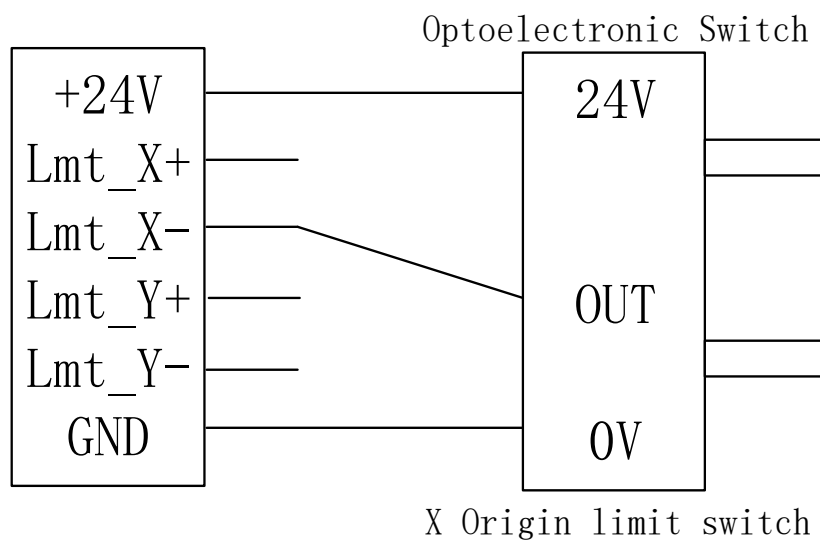 Optoelectronic Switch
+24V
Lmt_X+
Lmt_X-
Lmt_Y+
Lmt_Y-
GND
24V
OUT
0V
X Origin limit switch